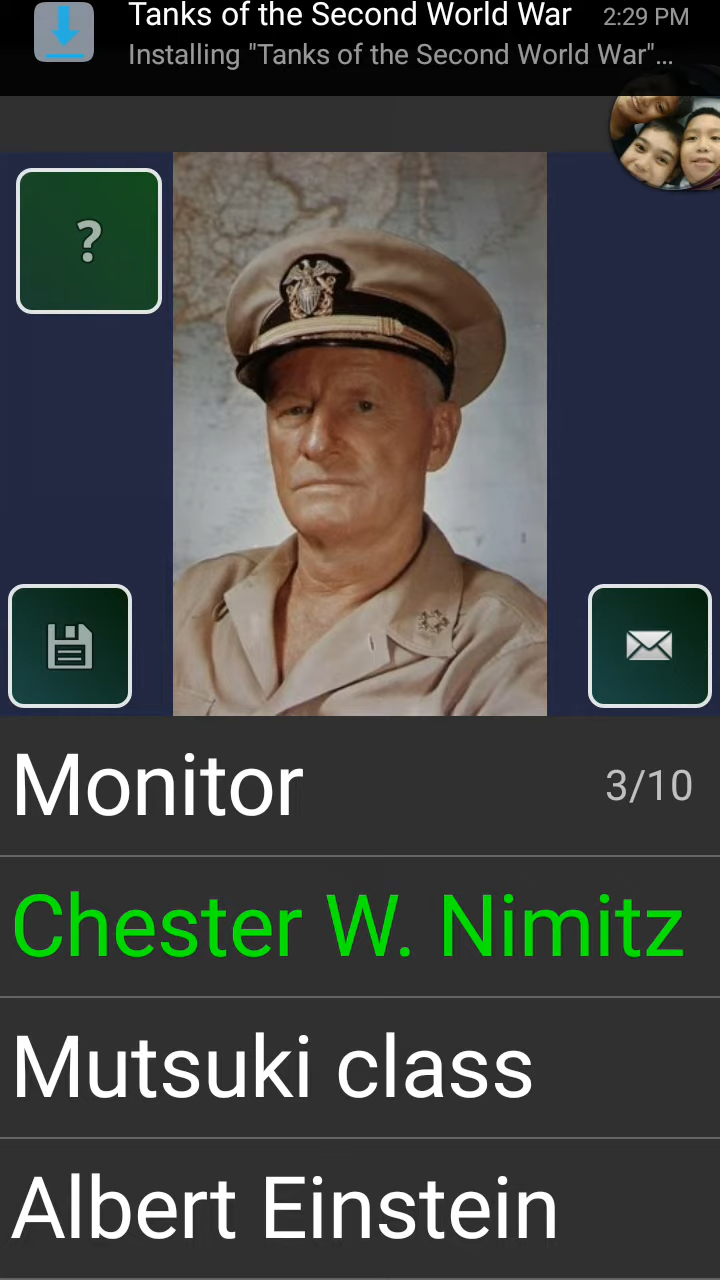 Tanks of the Second World War 2:29 PM
Installing "Tanks of the Second World War"...
?
Monitor 3/10
Chester W. Nimitz
Mutsuki class
Albert Einstein